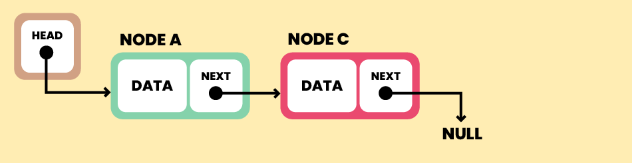 HEAD
NODE A
NODE C
DATA
NEXT
DATA
NEXT
NULL